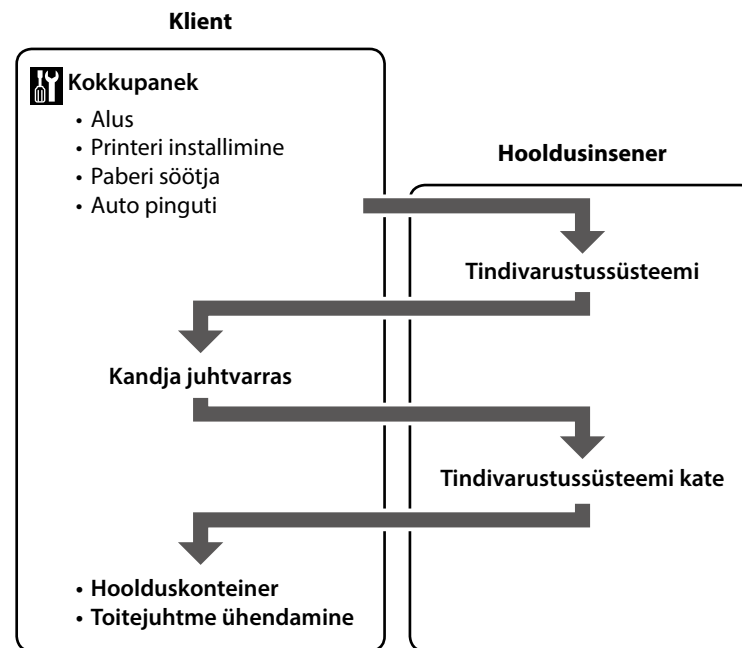 Klient
Kokkupanek
• Alus
• Printeri installimine
• Paberi söötja
• Auto pinguti
Hooldusinsener
Tindivarustussüsteemi
Kandja juhtvarras
Tindivarustussüsteemi kate
• Hoolduskonteiner
• Toitejuhtme ühendamine